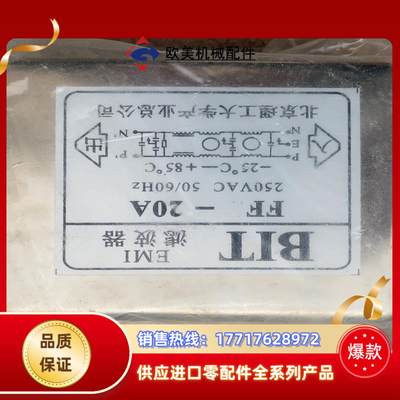 欧美机械配件
BIT EMI
滤波器
FF - 20A
250VAC 50/60Hz
-25°C—+85°C
P P'
入 E 出
N N'
北京理工大学产业总公司
品质
保证
销售热线：17717628972
供应进口零配件全系列产品
爆款